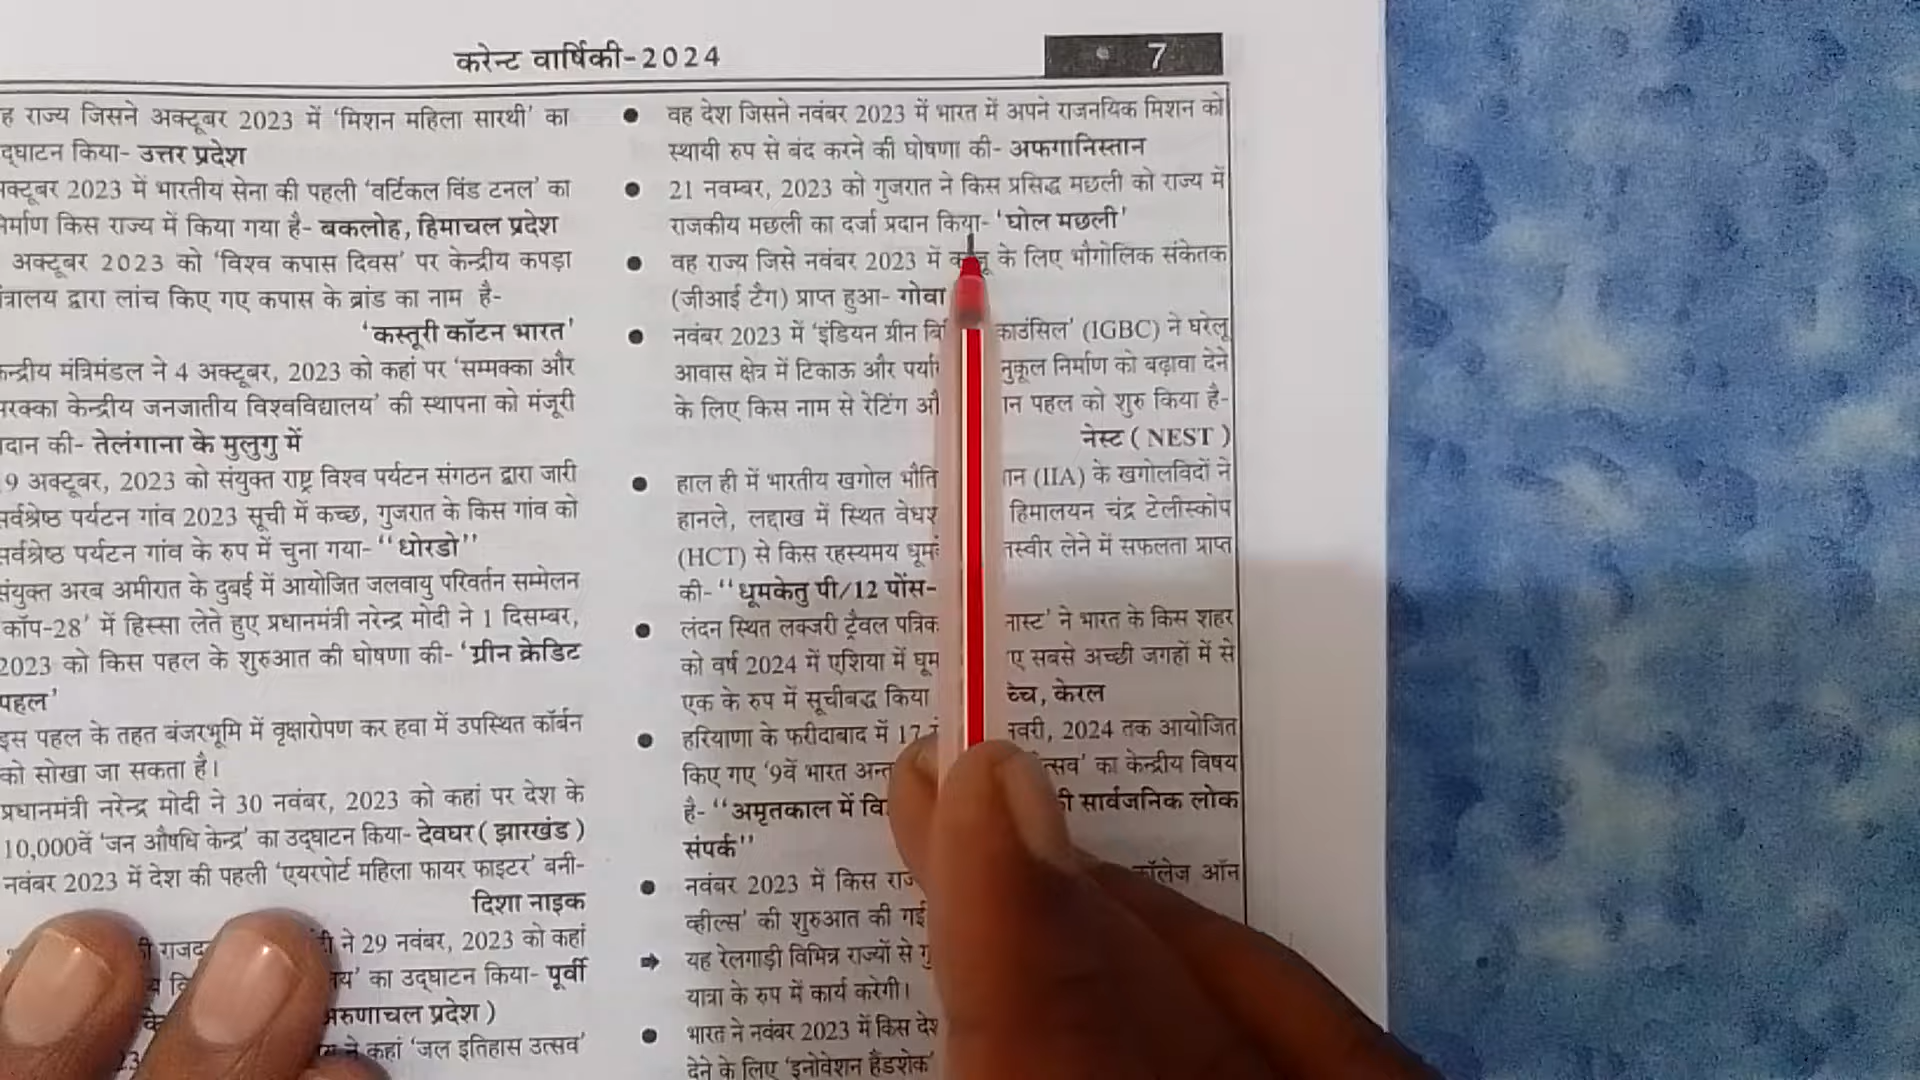 करेन्ट वार्षिकी-2024
7
ह राज्य जिसने अक्टूबर 2023 में ‘मिशन महिला सारथी’ का
द्घाटन किया- उत्तर प्रदेश
क्टूबर 2023 में भारतीय सेना की पहली ‘वर्टिकल विंड टनल’ का
र्माण किस राज्य में किया गया है- बकलोह, हिमाचल प्रदेश
अक्टूबर 2023 को ‘विश्व कपास दिवस’ पर केन्द्रीय कपड़ा
त्रालय द्वारा लांच किए गए कपास के ब्रांड का नाम है-
‘कस्तूरी कॉटन भारत’
न्द्रीय मंत्रिमंडल ने 4 अक्टूबर, 2023 को कहां पर ‘सम्मक्का और
रक्का केन्द्रीय जनजातीय विश्वविद्यालय’ की स्थापना को मंजूरी
दान की- तेलंगाना के मुलुगु में
9 अक्टूबर, 2023 को संयुक्त राष्ट्र विश्व पर्यटन संगठन द्वारा जारी
सर्वश्रेष्ठ पर्यटन गांव 2023 सूची में कच्छ, गुजरात के किस गांव को
सर्वश्रेष्ठ पर्यटन गांव के रुप में चुना गया- ‘‘धोरडो’’
संयुक्त अरब अमीरात के दुबई में आयोजित जलवायु परिवर्तन सम्मेलन
‘कॉप-28’ में हिस्सा लेते हुए प्रधानमंत्री नरेन्द्र मोदी ने 1 दिसम्बर,
2023 को किस पहल के शुरुआत की घोषणा की- ‘ग्रीन क्रेडिट
पहल’
इस पहल के तहत बंजरभूमि में वृक्षारोपण कर हवा में उपस्थित कॉर्बन
को सोखा जा सकता है।
प्रधानमंत्री नरेन्द्र मोदी ने 30 नवंबर, 2023 को कहां पर देश के
10,000वें ‘जन औषधि केन्द्र’ का उद्घाटन किया- देवघर ( झारखंड )
नवंबर 2023 में देश की पहली ‘एयरपोर्ट महिला फायर फाइटर’ बनी-
दिशा नाइक
ने 29 नवंबर, 2023 को कहां
का उद्घाटन किया- पूर्वी
अरुणाचल प्रदेश )
ने कहां ‘जल इतिहास उत्सव’
● वह देश जिसने नवंबर 2023 में भारत में अपने राजनयिक मिशन को
स्थायी रुप से बंद करने की घोषणा की- अफगानिस्तान
● 21 नवम्बर, 2023 को गुजरात ने किस प्रसिद्ध मछली को राज्य में
राजकीय मछली का दर्जा प्रदान किया- ‘घोल मछली’
● वह राज्य जिसे नवंबर 2023 में के लिए भौगोलिक संकेतक
(जीआई टैग) प्राप्त हुआ- गोवा
● नवंबर 2023 में ‘इंडियन ग्रीन काउंसिल’ (IGBC) ने घरेलू
आवास क्षेत्र में टिकाऊ और नुकूल निर्माण को बढ़ावा देने
के लिए किस नाम से रेटिंग पहल को शुरु किया है-
नेस्ट ( NEST )
● हाल ही में भारतीय खगोल (IIA) के खगोलविदों ने
हानले, लद्दाख में स्थित हिमालयन चंद्र टेलीस्कोप
(HCT) से किस रहस्यमय तस्वीर लेने में सफलता प्राप्त
की- ‘‘धूमकेतु पी/12 पोंस-
● लंदन स्थित लक्जरी ट्रैवल ने भारत के किस शहर
को वर्ष 2024 में एशिया में सबसे अच्छी जगहों में से
एक के रुप में सूचीबद्ध किया केरल
● हरियाणा के फरीदाबाद में 17 2024 तक आयोजित
किए गए ‘9वें भारत का केन्द्रीय विषय
है- ‘‘अमृतकाल में सार्वजनिक लोक
संपर्क’’
● नवंबर 2023 में किस कॉलेज ऑन
व्हील्स’ की शुरुआत की गई
➡ यह रेलगाड़ी विभिन्न राज्यों से
यात्रा के रुप में कार्य करेगी।
● भारत ने नवंबर 2023 में किस
देने के लिए ‘इनोवेशन हैंडशेक’